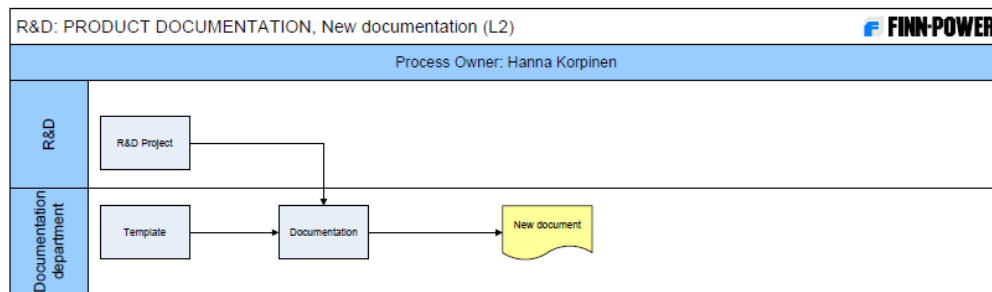 R&D: PRODUCT DOCUMENTATION, New documentation (L2)
FINN-POWER
Process Owner: Hanna Korpinen
R&D
R&D Project
Documentation
department
Template
Documentation
New document